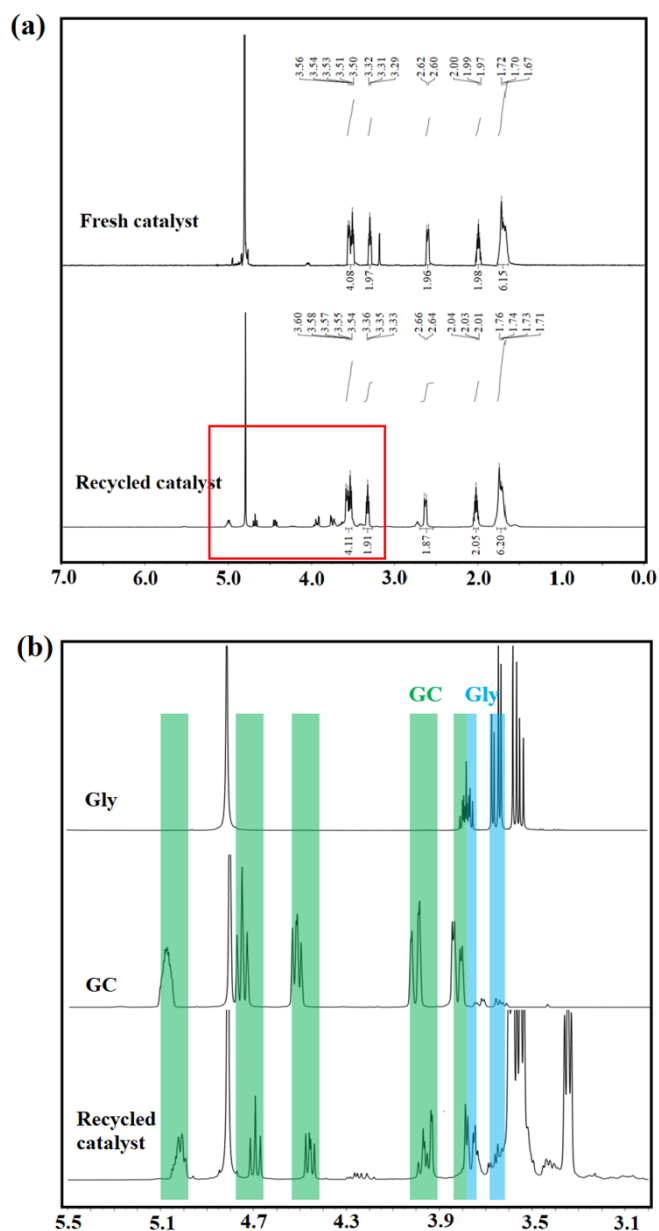 (a)
3.56 3.54 3.53 3.51 3.50 3.32 3.31 3.29 2.62 2.60 2.00 1.99 1.97 1.72 1.70 1.67
Fresh catalyst
4.08 1.97 1.96 1.98 6.15
3.60 3.58 3.57 3.55 3.54 3.36 3.35 3.33 2.66 2.64 2.04 2.03 2.01 1.76 1.74 1.73 1.71
Recycled catalyst
4.11 1.91 1.87 2.05 6.20
7.0 6.0 5.0 4.0 3.0 2.0 1.0 0.0
(b)
GC Gly
Gly
GC
Recycled
catalyst
5.5 5.1 4.7 4.3 3.9 3.5 3.1